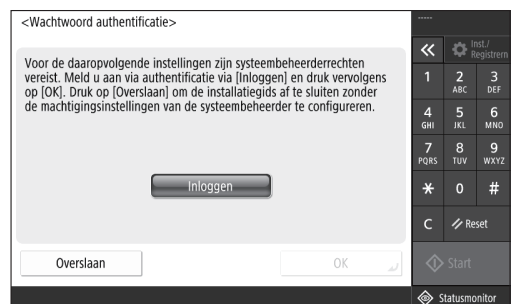 <Wachtwoord authentificatie>
Voor de daaropvolgende instellingen zijn systeembeheerderrechten
vereist. Meld u aan via authentificatie via [Inloggen] en druk vervolgens
op [OK]. Druk op [Overslaan] om de installatiegids af te sluiten zonder
de machtigingsinstellingen van de systeembeheerder te configureren.
Inloggen
Overslaan
OK
-----
Inst./
Registrern
1 2 3
ABC DEF
4 5 6
GHI JKL MNO
7 8 9
PQRS TUV WXYZ
* 0 #
C Reset
Start
Statusmonitor